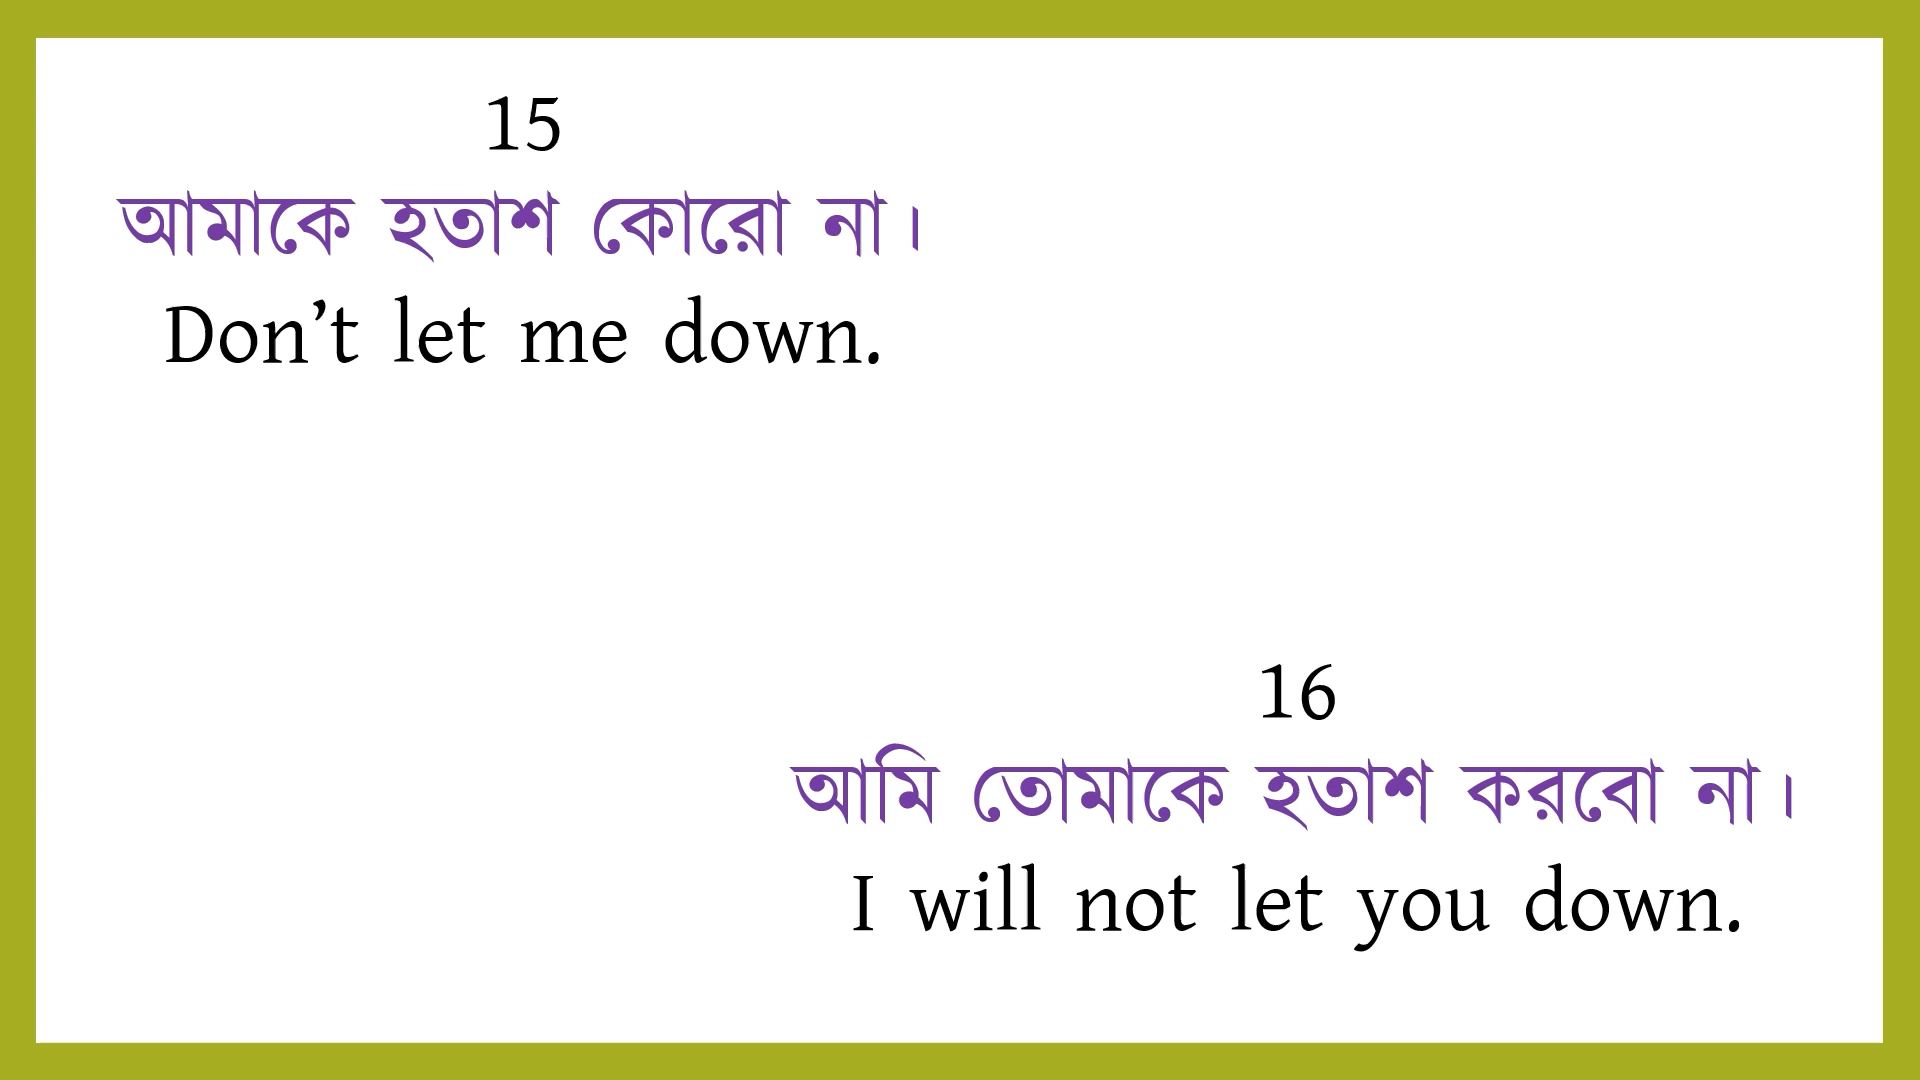 15
আমাকে হতাশ কোরো না।
Don’t let me down.
16
আমি তোমাকে হতাশ করবো না।
I will not let you down.